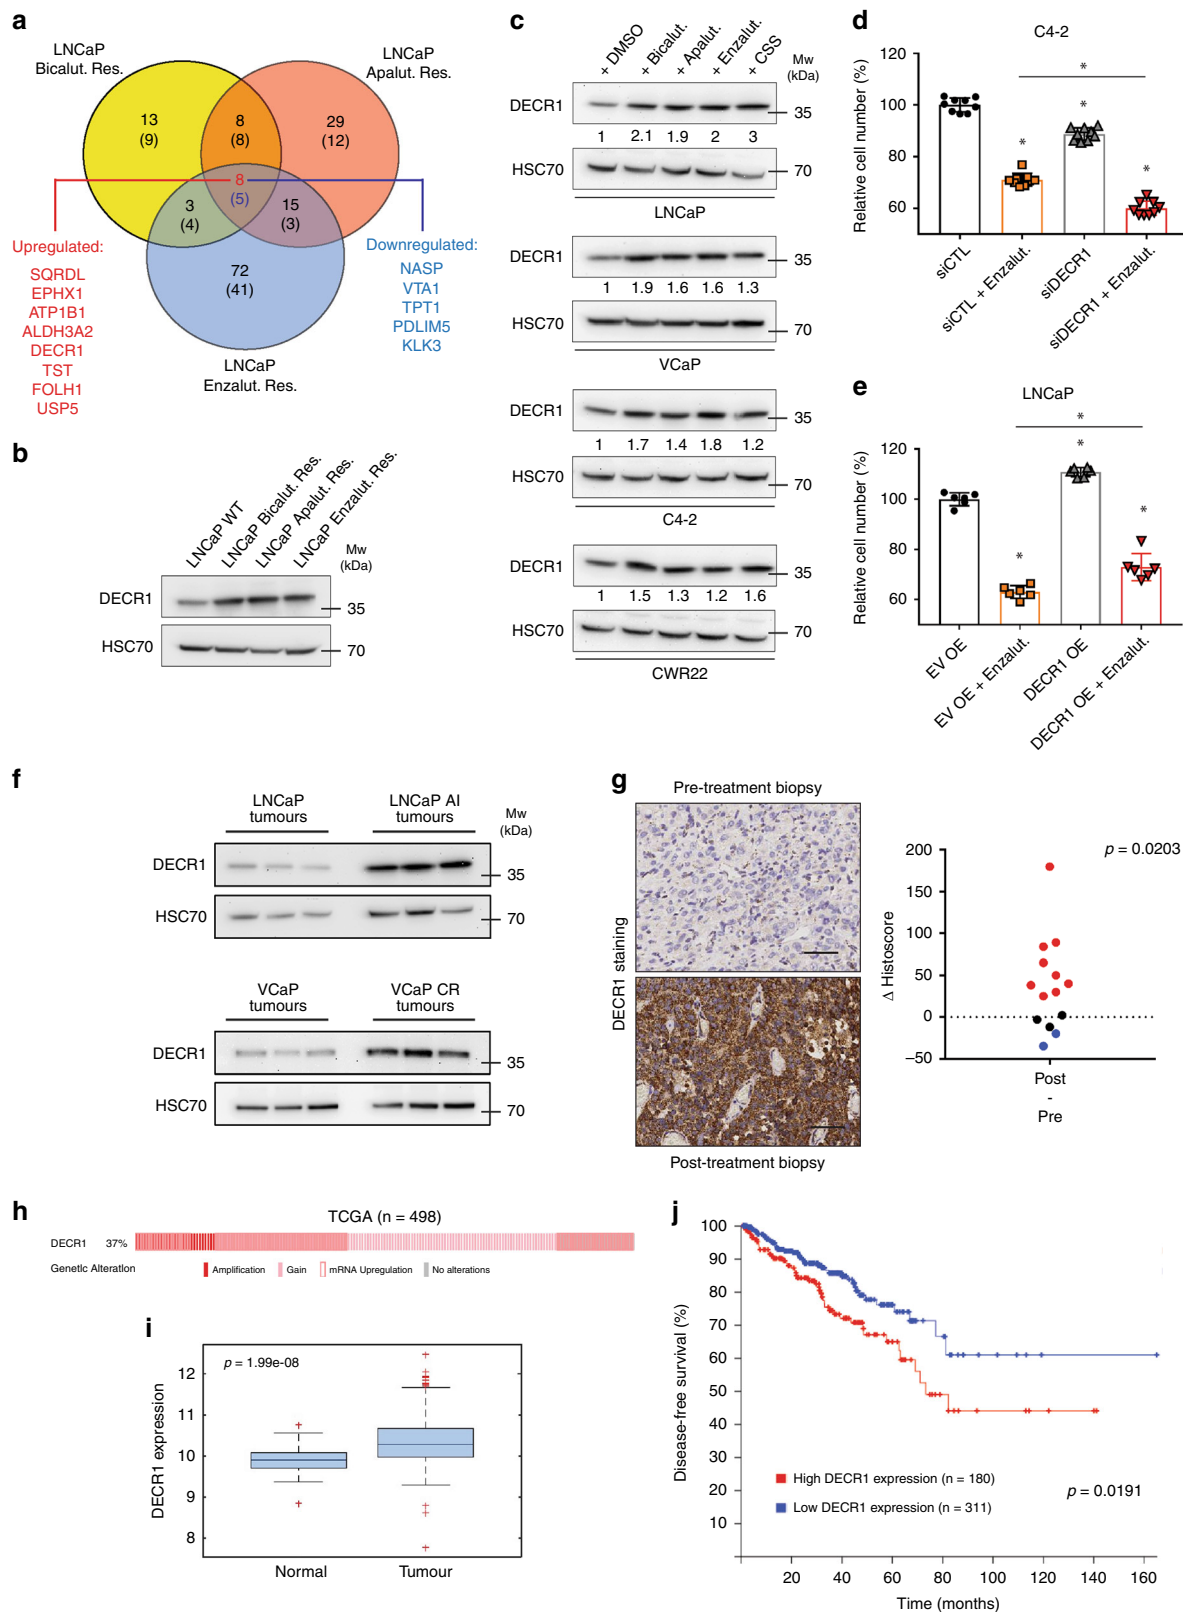 a
LNCaP
Bicalut. Res.
LNCaP
Apalut. Res.
13
(9)
8
(8)
29
(12)
8
(5)
3
(4)
15
(3)
72
(41)
LNCaP
Enzalut. Res.
Upregulated:
SQRDL
EPHX1
ATP1B1
ALDH3A2
DECR1
TST
FOLH1
USP5
Downregulated:
NASP
VTA1
TPT1
PDLIM5
KLK3
b
LNCaP WT
LNCaP Bicalut. Res.
LNCaP Apalut. Res.
LNCaP Enzalut. Res.
Mw
(kDa)
DECR1
35
HSC70
70
c
+ DMSO
+ Bicalut.
+ Apalut.
+ Enzalut.
+ CSS
Mw
(kDa)
DECR1
35
1 2.1 1.9 2 3
HSC70
70
LNCaP
DECR1
35
1 1.9 1.6 1.6 1.3
HSC70
70
VCaP
DECR1
35
1 1.7 1.4 1.8 1.2
HSC70
70
C4-2
DECR1
35
1 1.5 1.3 1.2 1.6
HSC70
70
CWR22
d
C4-2
Relative cell number (%)
120
100
80
60
*
*
*
*
siCTL
siCTL + Enzalut.
siDECR1
siDECR1 + Enzalut.
e
LNCaP
Relative cell number (%)
120
100
80
60
*
*
*
*
EV OE
EV OE + Enzalut.
DECR1 OE
DECR1 OE + Enzalut.
f
LNCaP
tumours
LNCaP AI
tumours
Mw
(kDa)
DECR1
35
HSC70
70
VCaP
tumours
VCaP CR
tumours
DECR1
35
HSC70
70
g
Pre-treatment biopsy
DECR1 staining
Post-treatment biopsy
p = 0.0203
Δ Histoscore
200
150
100
50
0
–50
Post
-
Pre
h
TCGA (n = 498)
DECR1 37%
Genetic Alteration
Amplification
Gain
mRNA Upregulation
No alterations
i
p = 1.99e-08
DECR1 expression
12
11
10
9
8
Normal
Tumour
j
Disease-free survival (%)
100
90
80
70
60
50
40
30
20
10
High DECR1 expression (n = 180)
Low DECR1 expression (n = 311)
p = 0.0191
20 40 60 80 100 120 140 160
Time (months)